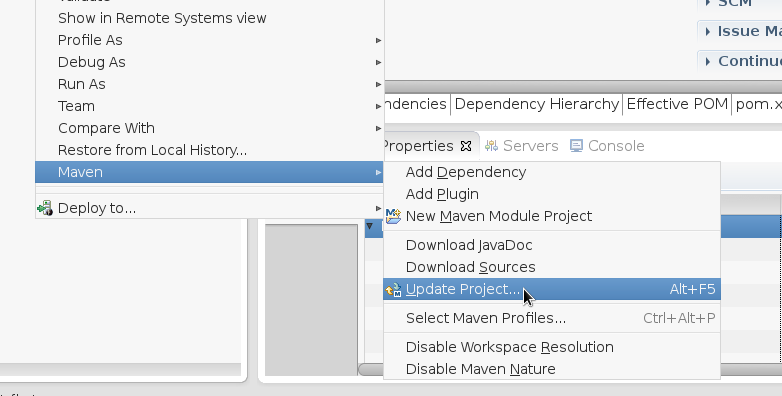 Validate
Show in Remote Systems view
Profile As
Debug As
Run As
Team
Compare With
Restore from Local History...
Maven
Deploy to...
SCM
Issue Ma
Continue
ndencies
Dependency Hierarchy
Effective POM
pom.x
Properties
Servers
Console
Add Dependency
Add Plugin
New Maven Module Project
Download JavaDoc
Download Sources
Update Project... Alt+F5
Select Maven Profiles... Ctrl+Alt+P
Disable Workspace Resolution
Disable Maven Nature